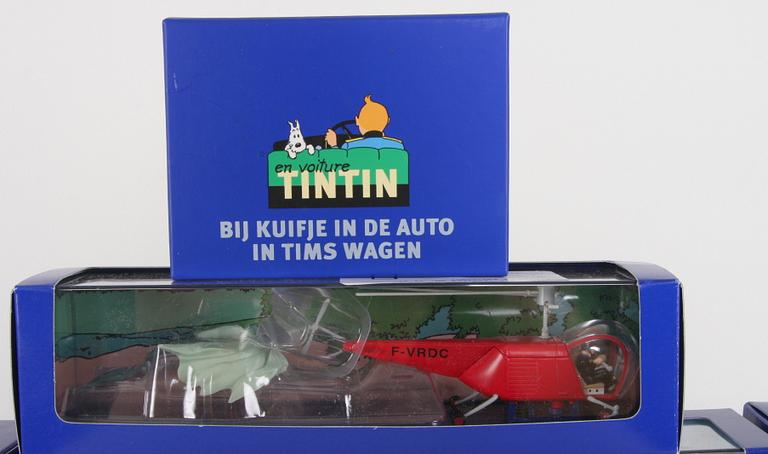 en voiture
TINTIN
BIJ KUIFJE IN DE AUTO
IN TIMS WAGEN
F-VRDC